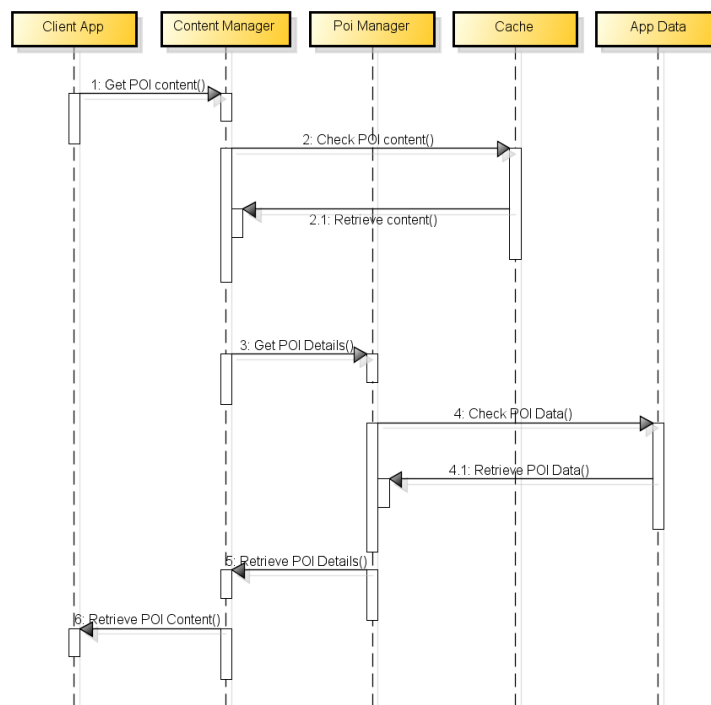 Client App
Content Manager
Poi Manager
Cache
App Data
1: Get POI content()
2: Check POI content()
2.1: Retrieve content()
3: Get POI Details()
4: Check POI Data()
4.1: Retrieve POI Data()
5: Retrieve POI Details()
6: Retrieve POI Content()